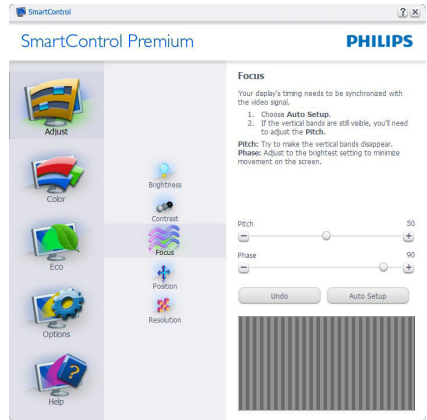 SmartControl
SmartControl Premium
PHILIPS
Adjust
Color
Eco
Options
Help
Brightness
Contrast
Focus
Position
Resolution
Focus
Your display's timing needs to be synchronized with
the video signal.
1. Choose Auto Setup.
2. If the vertical bands are still visible, you'll need
to adjust the Pitch.
Pitch: Try to make the vertical bands disappear.
Phase: Adjust to the brightest setting to minimize
movement on the screen.
Pitch 50
Phase 90
Undo Auto Setup